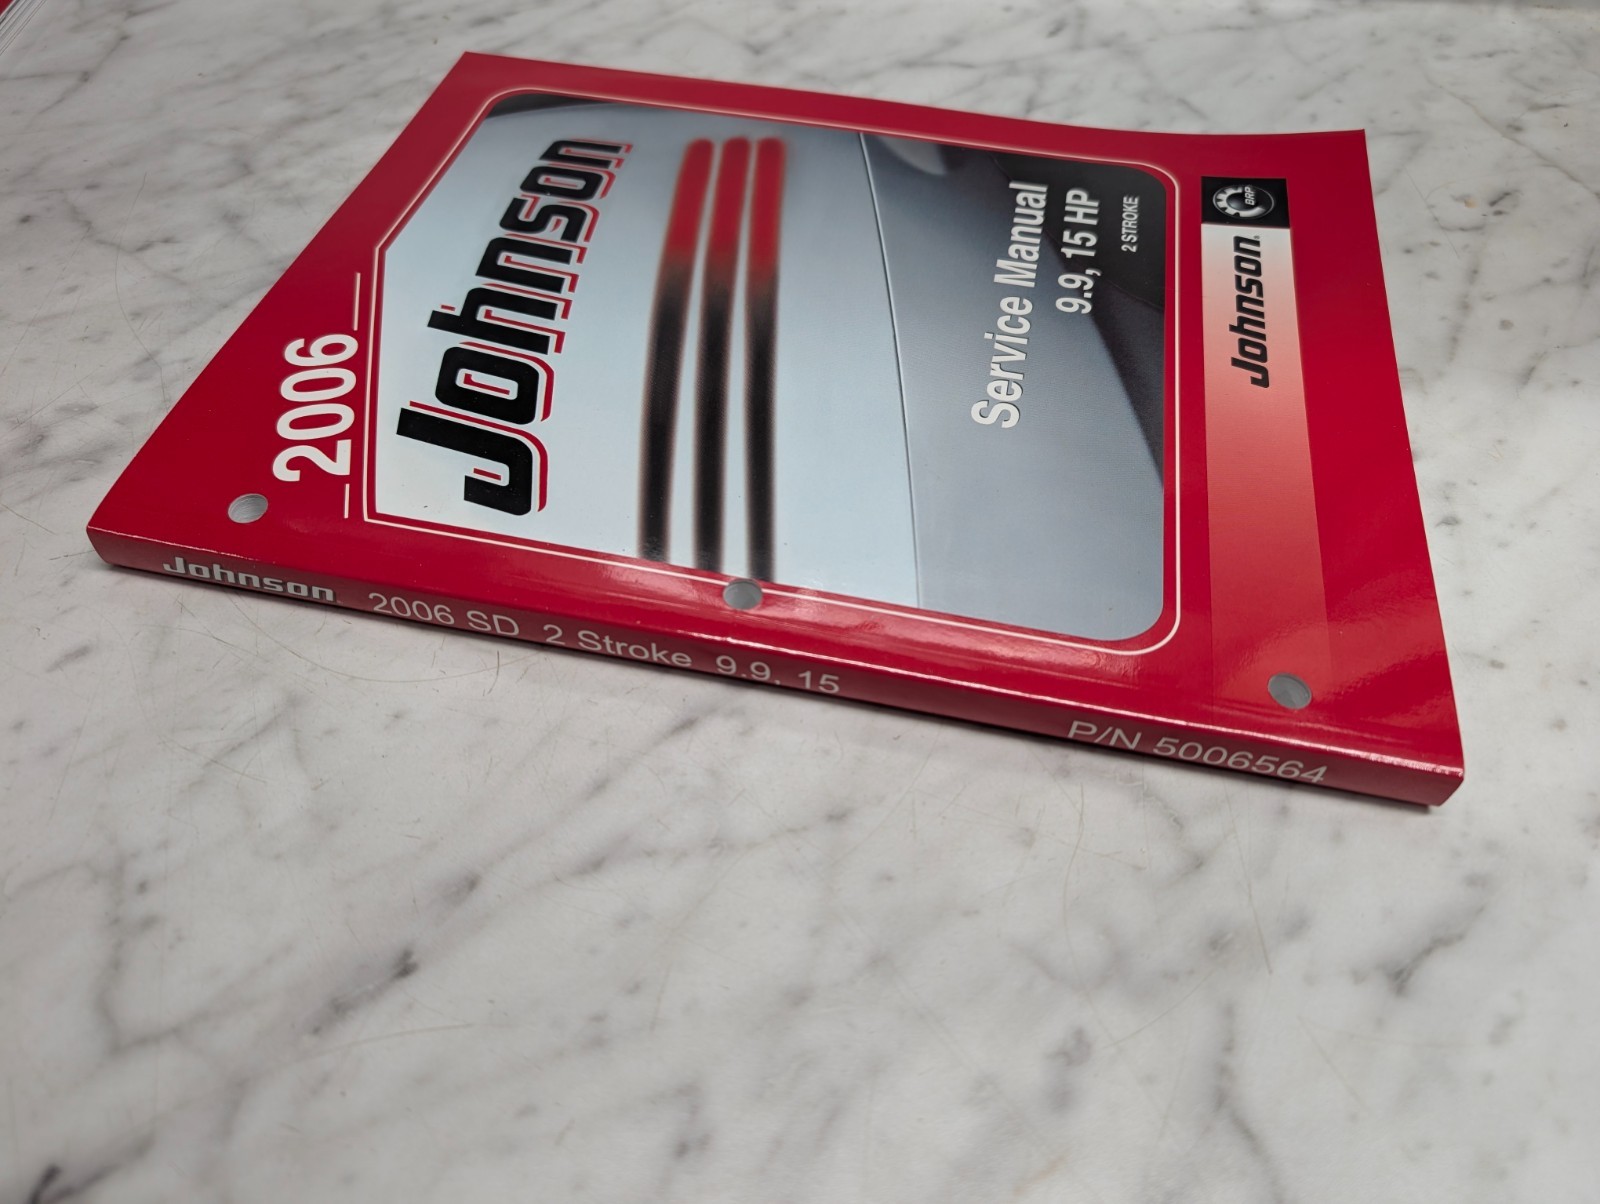 2006
Johnson
Service Manual
9.9, 15 HP
2 STROKE
BRP
Johnson
Johnson 2006 SD 2 Stroke 9.9, 15 P/N 5006564